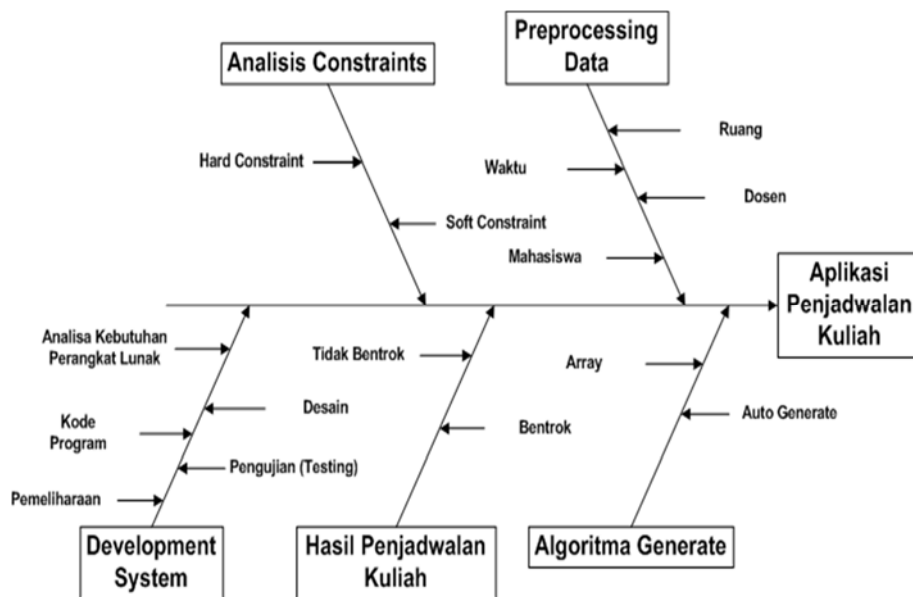 Analisis Constraints
Preprocessing
Data
Hard Constraint
Soft Constraint
Ruang
Waktu
Dosen
Mahasiswa
Aplikasi
Penjadwalan
Kuliah
Analisa Kebutuhan
Perangkat Lunak
Desain
Kode
Program
Pengujian (Testing)
Pemeliharaan
Tidak Bentrok
Bentrok
Array
Auto Generate
Development
System
Hasil Penjadwalan
Kuliah
Algoritma Generate